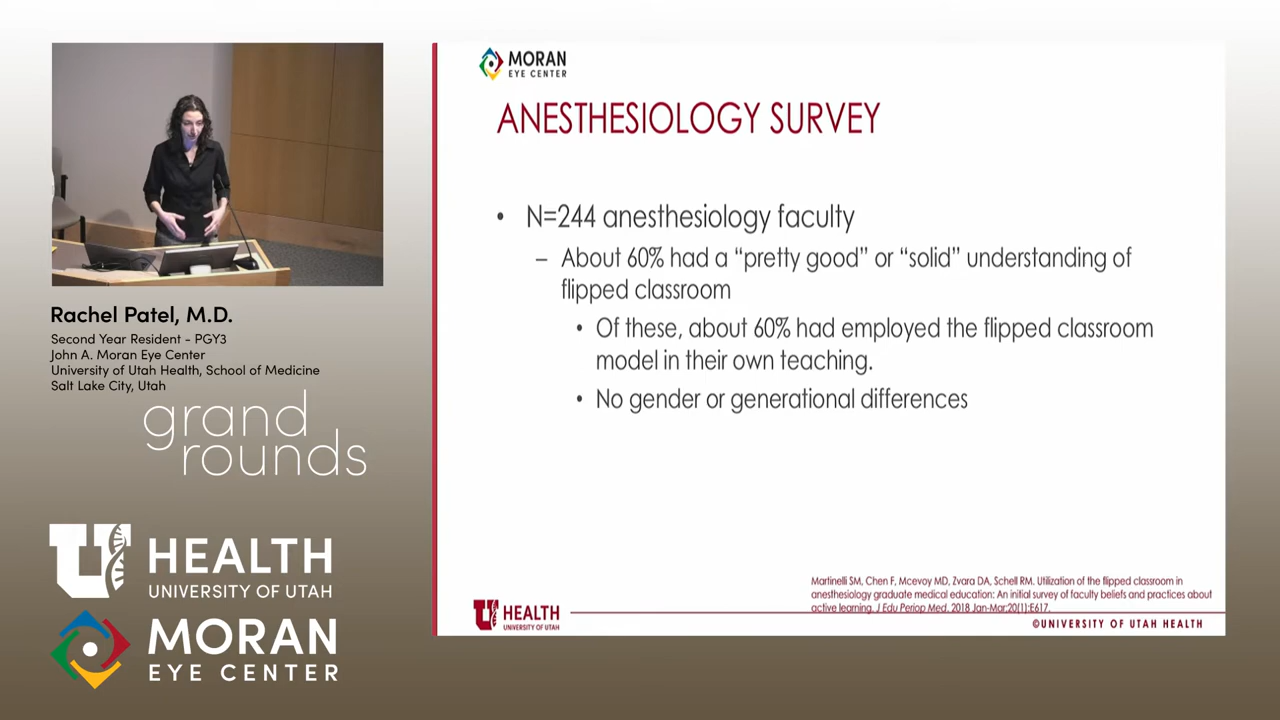 Rachel Patel, M.D.
Second Year Resident - PGY3
John A. Moran Eye Center
University of Utah Health, School of Medicine
Salt Lake City, Utah
grand
rounds
U
HEALTH
UNIVERSITY OF UTAH
MORAN
EYE CENTER
MORAN
EYE CENTER
ANESTHESIOLOGY SURVEY
• N=244 anesthesiology faculty
– About 60% had a “pretty good” or “solid” understanding of
flipped classroom
• Of these, about 60% had employed the flipped classroom
model in their own teaching.
• No gender or generational differences
Martinelli SM, Chen F, Mcevoy MD, Zvara DA, Schell RM. Utilization of the flipped classroom in
anesthesiology graduate medical education: An initial survey of faculty beliefs and practices about
active learning. J Edu Periop Med. 2018 Jan-Mar;20(1):E617.
U
HEALTH
UNIVERSITY OF UTAH
©UNIVERSITY OF UTAH HEALTH